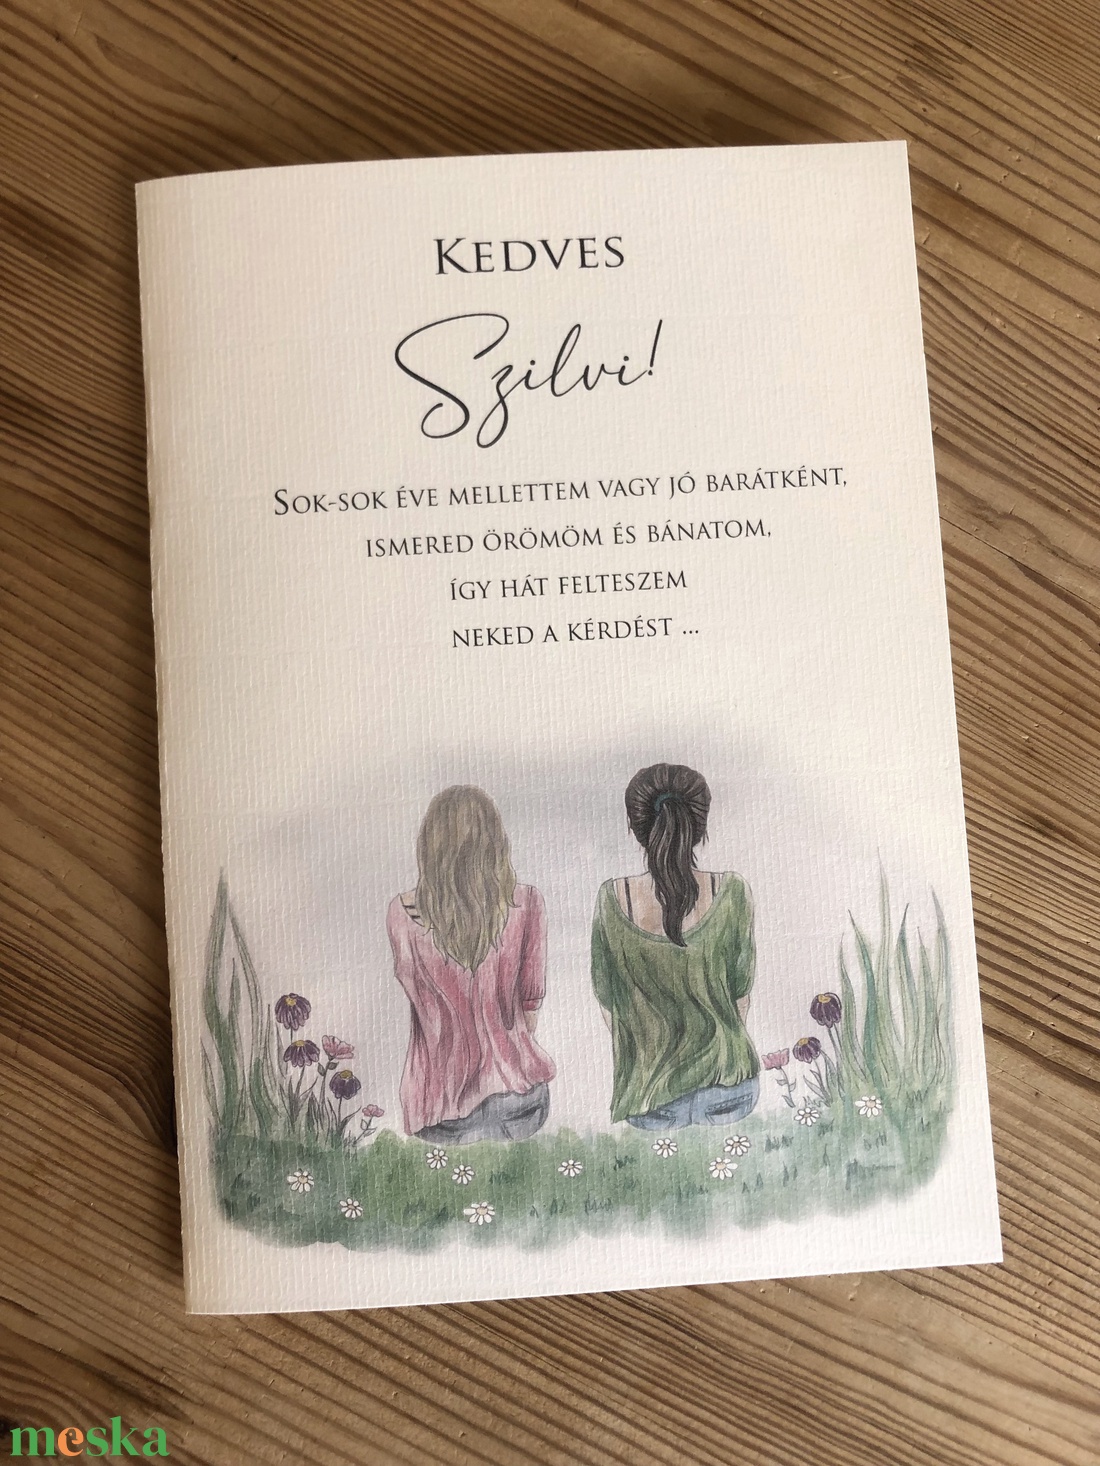 KEDVES
Szilvi!
SOK-SOK ÉVE MELLETTEM VAGY JÓ BARÁTKÉNT,
ISMERED ÖRÖMÖM ÉS BÁNATOM,
ÍGY HÁT FELTESZEM
NEKED A KÉRDÉST ...
meska